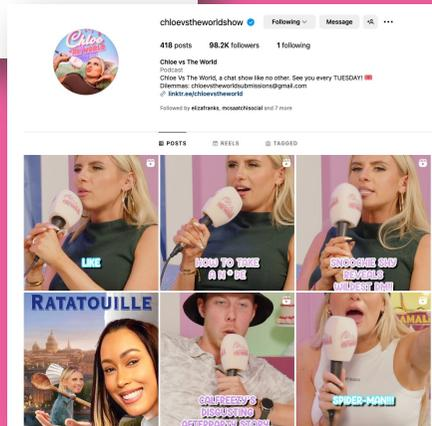 Chloe
THE WORLD
chloevstheworldshow
Following
Message
418 posts
98.2K followers
1 following
Chloe vs The World
Podcast
Chloe Vs The World, a chat show like no other. See you every TUESDAY!
Dilemmas: chloevstheworldsubmissions@gmail.com
linktr.ee/chloevstheworld
Followed by elizafranks, mcsaatchisocial and 7 more
POSTS
REELS
TAGGED
LIKE
HOW TO TAKE
A N*DE
SNOOCHIE SHY
REVEALS
WILDEST DM!!
RATATOUILLE
CALFREEZY'S
DISGUSTING
AFTERPARTY STORY
SPIDER-MAN!!!